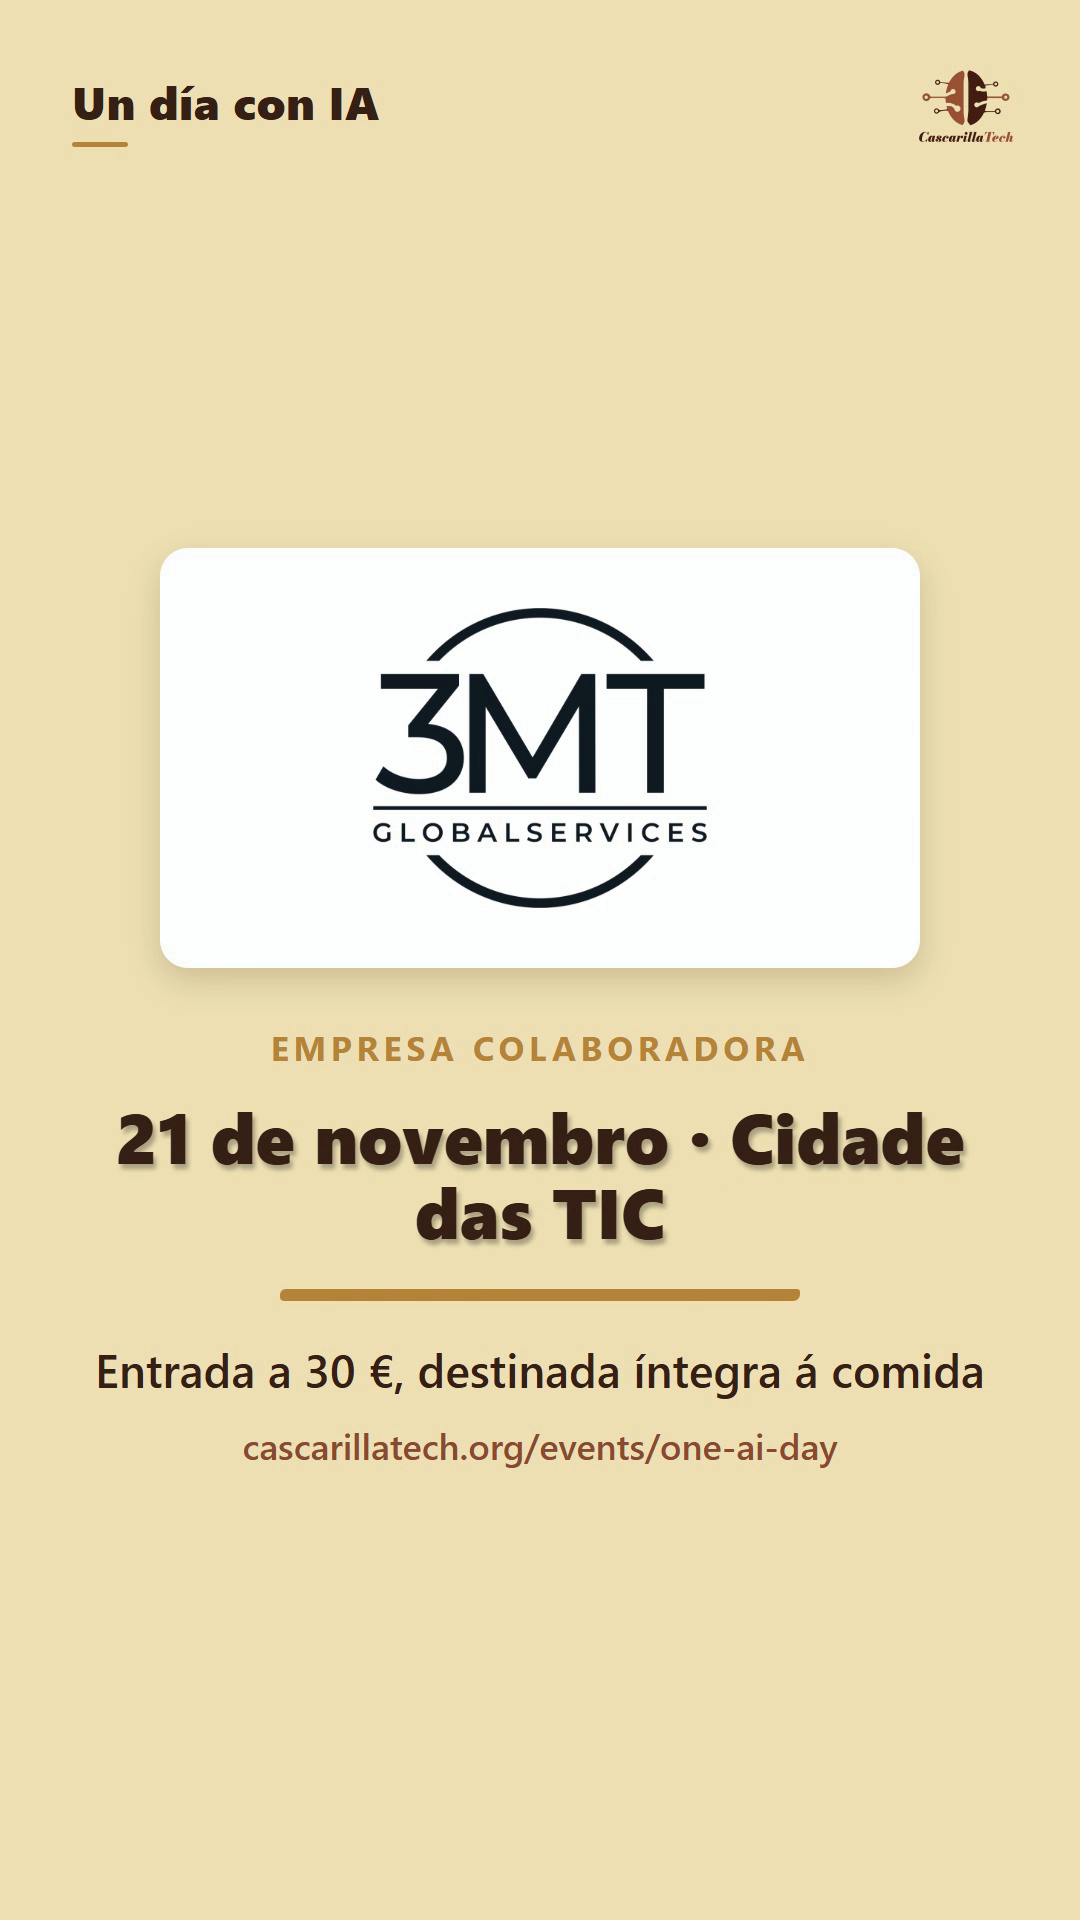 Un día con IA
CascarillaTech
3MT
GLOBALSERVICES
EMPRESA COLABORADORA
21 de novembro · Cidade
das TIC
Entrada a 30 €, destinada íntegra á comida
cascarillatech.org/events/one-ai-day